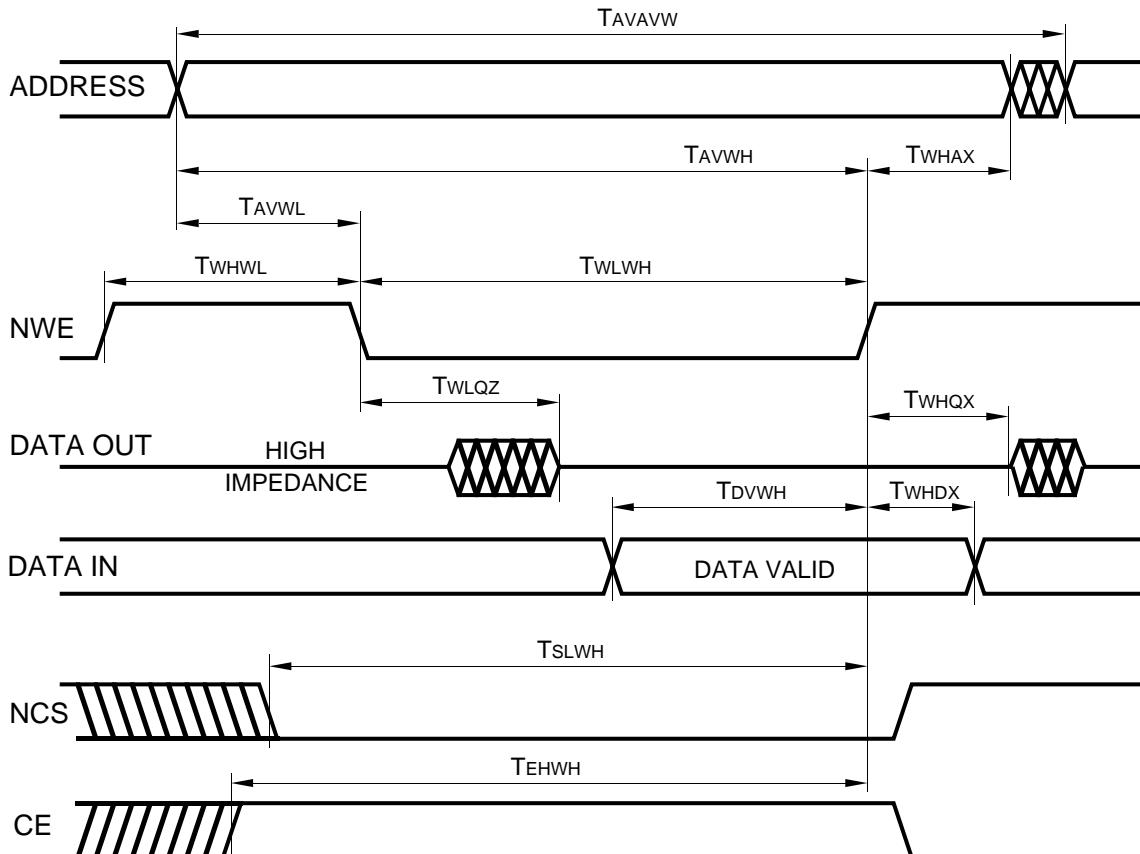 TAVAVW
ADDRESS
TAVWH
TWHAX
TAVWL
TWHWL
TWLWH
NWE
TWLQZ
TWHQX
DATA OUT
HIGH
IMPEDANCE
TDVWH
TWHDX
DATA IN
DATA VALID
TSLWH
NCS
TEHWH
CE